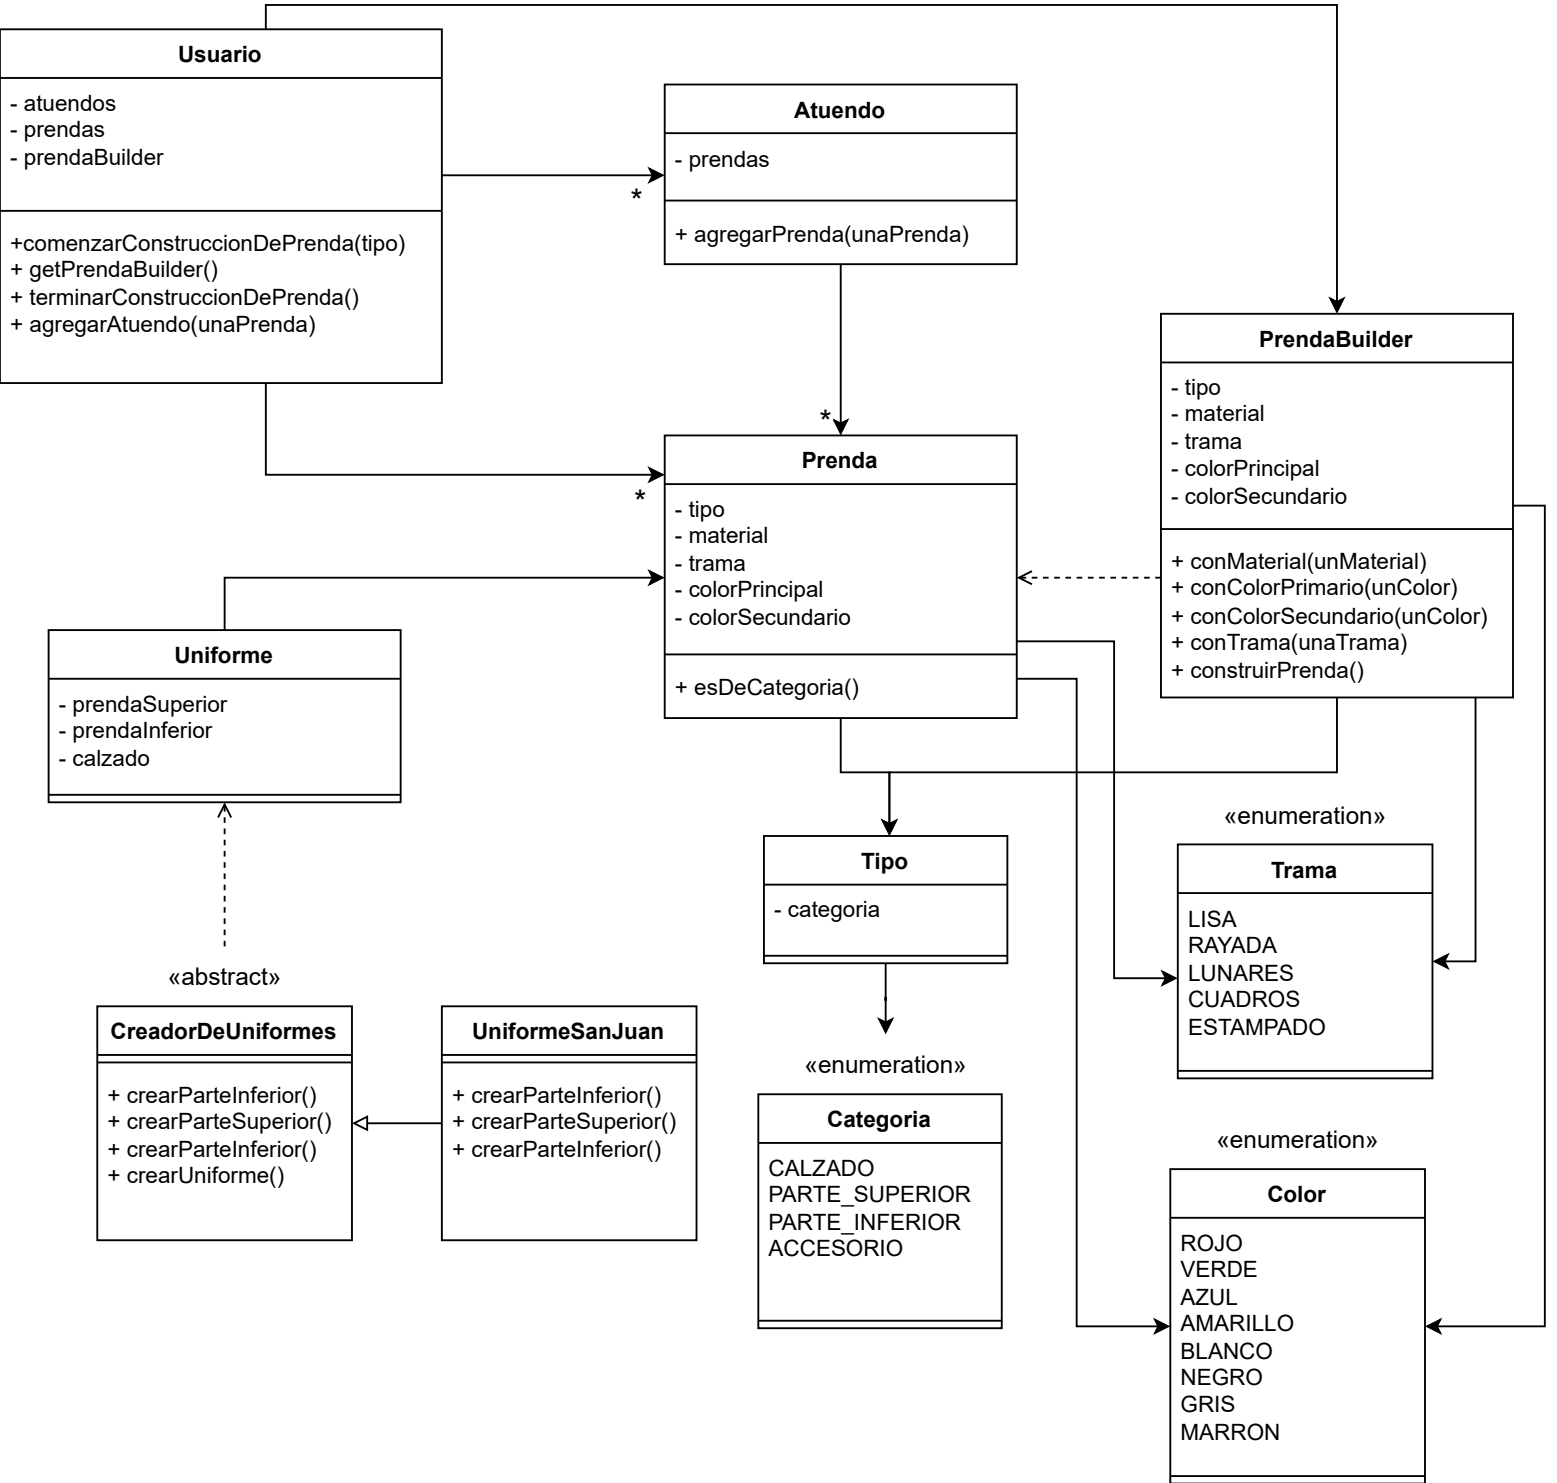 Usuario
- atuendos
- prendas
- prendaBuilder
+comenzarConstruccionDePrenda(tipo)
+ getPrendaBuilder()
+ terminarConstruccionDePrenda()
+ agregarAtuendo(unaPrenda)
*
Atuendo
- prendas
+ agregarPrenda(unaPrenda)
*
*
PrendaBuilder
- tipo
- material
- trama
- colorPrincipal
- colorSecundario
+ conMaterial(unMaterial)
+ conColorPrimario(unColor)
+ conColorSecundario(unColor)
+ conTrama(unaTrama)
+ construirPrenda()
Prenda
- tipo
- material
- trama
- colorPrincipal
- colorSecundario
+ esDeCategoria()
Uniforme
- prendaSuperior
- prendaInferior
- calzado
Tipo
- categoria
«enumeration»
Trama
LISA
RAYADA
LUNARES
CUADROS
ESTAMPADO
«abstract»
CreadorDeUniformes
+ crearParteInferior()
+ crearParteSuperior()
+ crearParteInferior()
+ crearUniforme()
UniformeSanJuan
+ crearParteInferior()
+ crearParteSuperior()
+ crearParteInferior()
«enumeration»
Categoria
CALZADO
PARTE_SUPERIOR
PARTE_INFERIOR
ACCESORIO
«enumeration»
Color
ROJO
VERDE
AZUL
AMARILLO
BLANCO
NEGRO
GRIS
MARRON